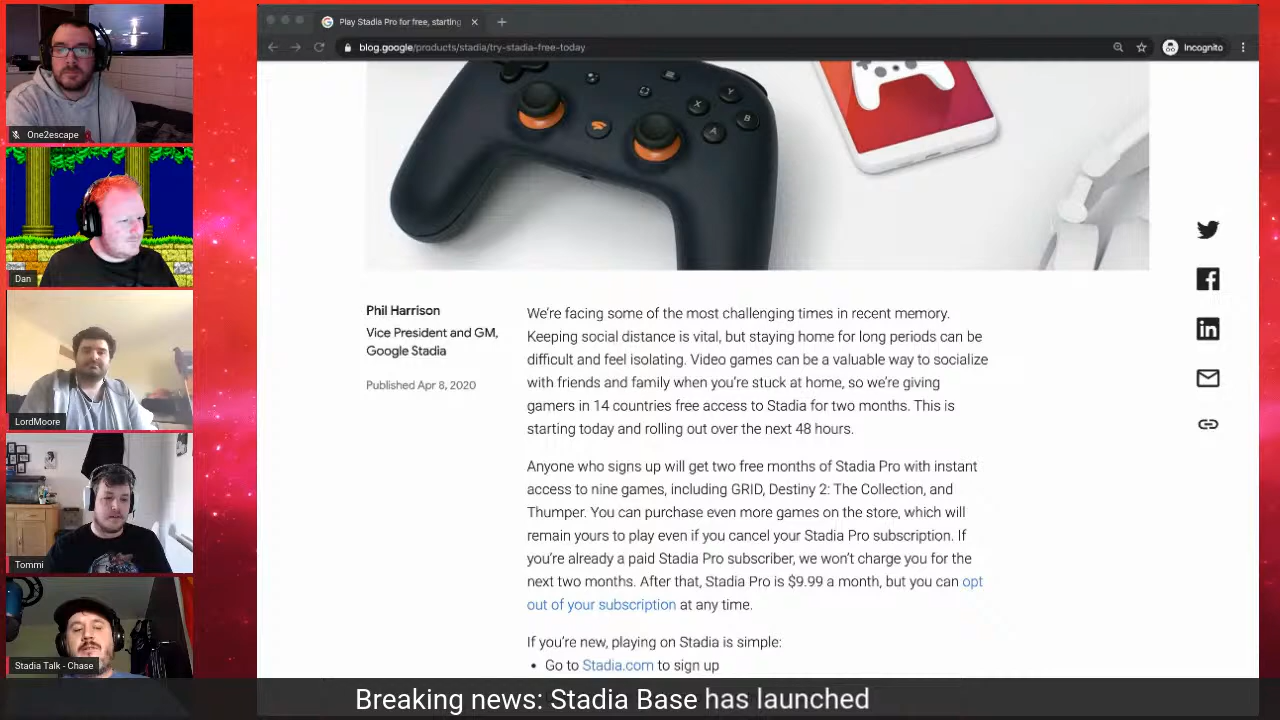 Play Stadia Pro for free, starting
blog.google/products/stadia/try-stadia-free-today
Incognito
X
Y
A
B
One2escape
Dan
LordMoore
Tommi
Stadia Talk - Chase
Phil Harrison
Vice President and GM,
Google Stadia
Published Apr 8, 2020
We're facing some of the most challenging times in recent memory.
Keeping social distance is vital, but staying home for long periods can be
difficult and feel isolating. Video games can be a valuable way to socialize
with friends and family when you're stuck at home, so we're giving
gamers in 14 countries free access to Stadia for two months. This is
starting today and rolling out over the next 48 hours.
Anyone who signs up will get two free months of Stadia Pro with instant
access to nine games, including GRID, Destiny 2: The Collection, and
Thumper. You can purchase even more games on the store, which will
remain yours to play even if you cancel your Stadia Pro subscription. If
you're already a paid Stadia Pro subscriber, we won't charge you for the
next two months. After that, Stadia Pro is $9.99 a month, but you can opt
out of your subscription at any time.
If you're new, playing on Stadia is simple:
• Go to Stadia.com to sign up
Breaking news: Stadia Base has launched